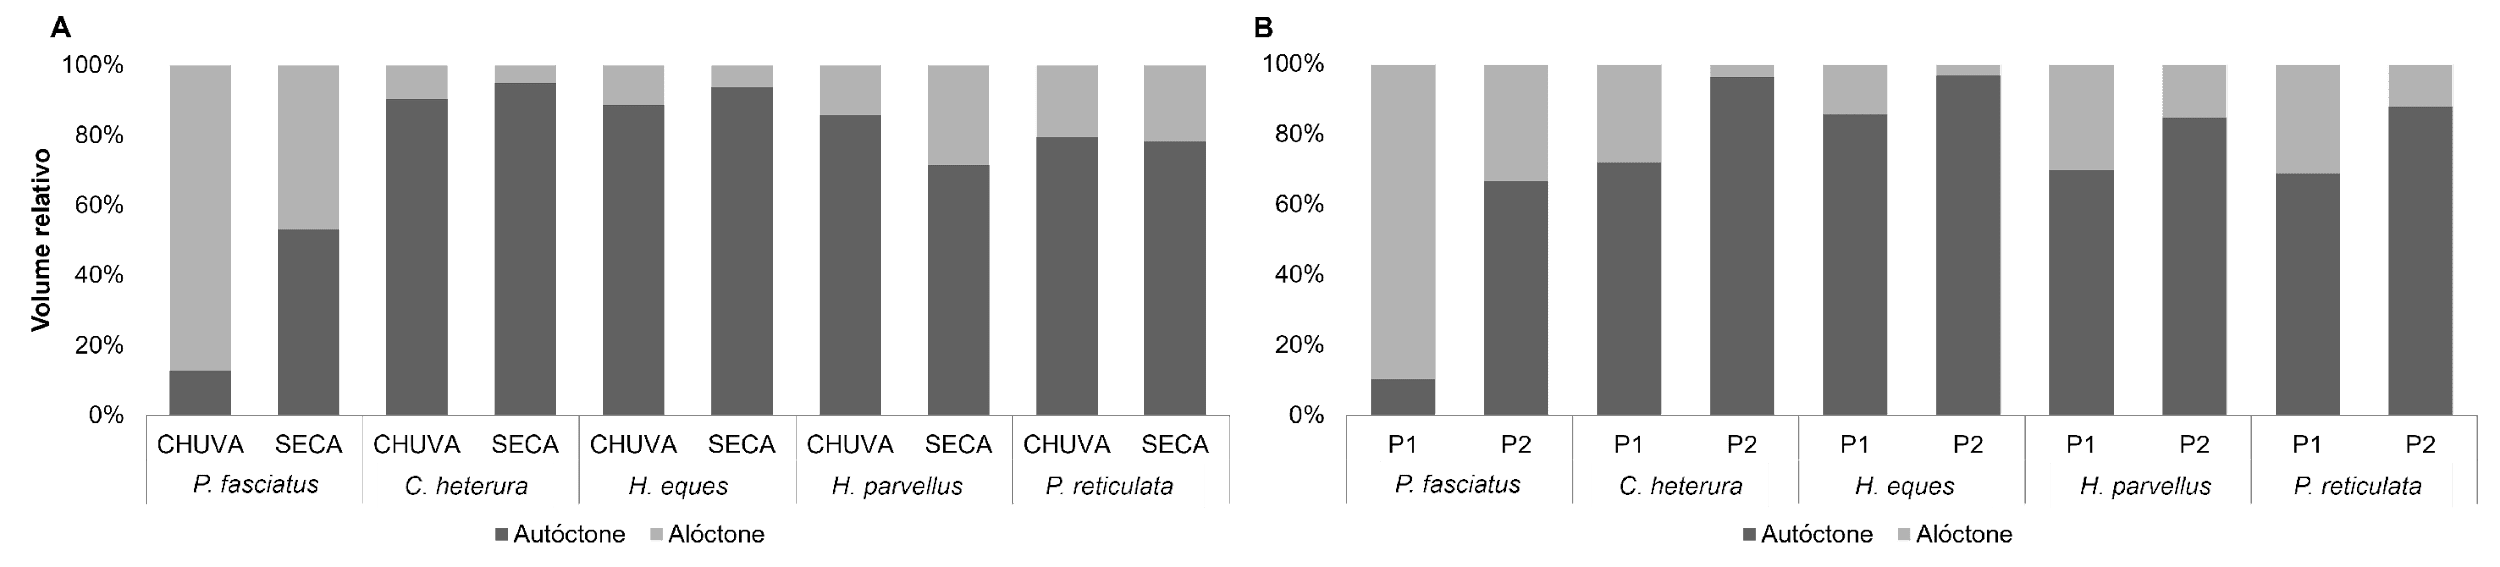 A
Volume relativo
100%
80%
60%
40%
20%
0%
CHUVA SECA CHUVA SECA CHUVA SECA CHUVA SECA CHUVA SECA
P. fasciatus C. heterura H. eques H. parvellus P. reticulata
Autóctone Alóctone
B
100%
80%
60%
40%
20%
0%
P1 P2 P1 P2 P1 P2 P1 P2 P1 P2
P. fasciatus C. heterura H. eques H. parvellus P. reticulata
Autóctone Alóctone